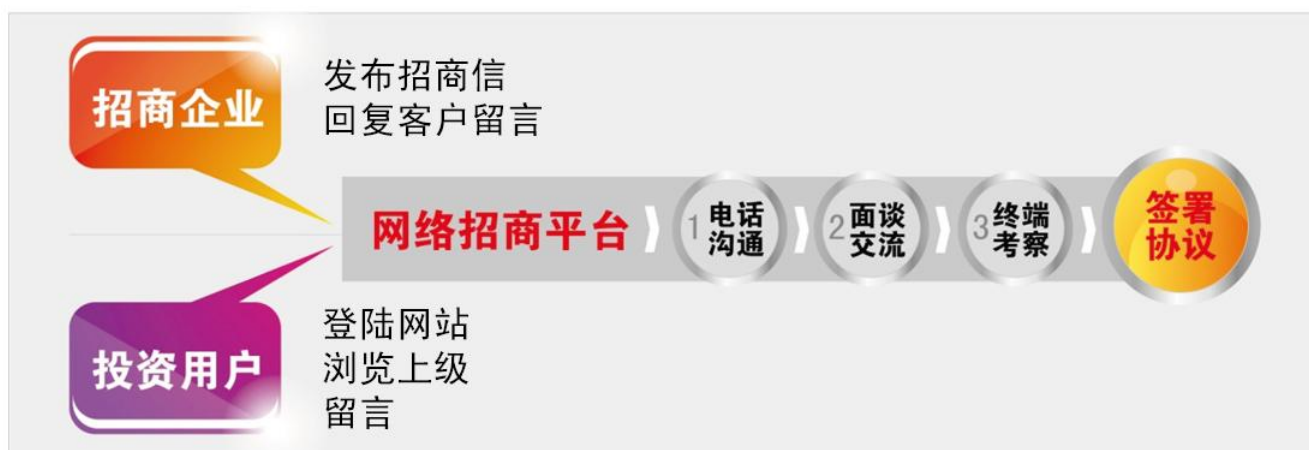 招商企业
发布招商信
回复客户留言
网络招商平台
1 电话
沟通
2 面谈
交流
3 终端
考察
签署
协议
投资用户
登陆网站
浏览上级
留言